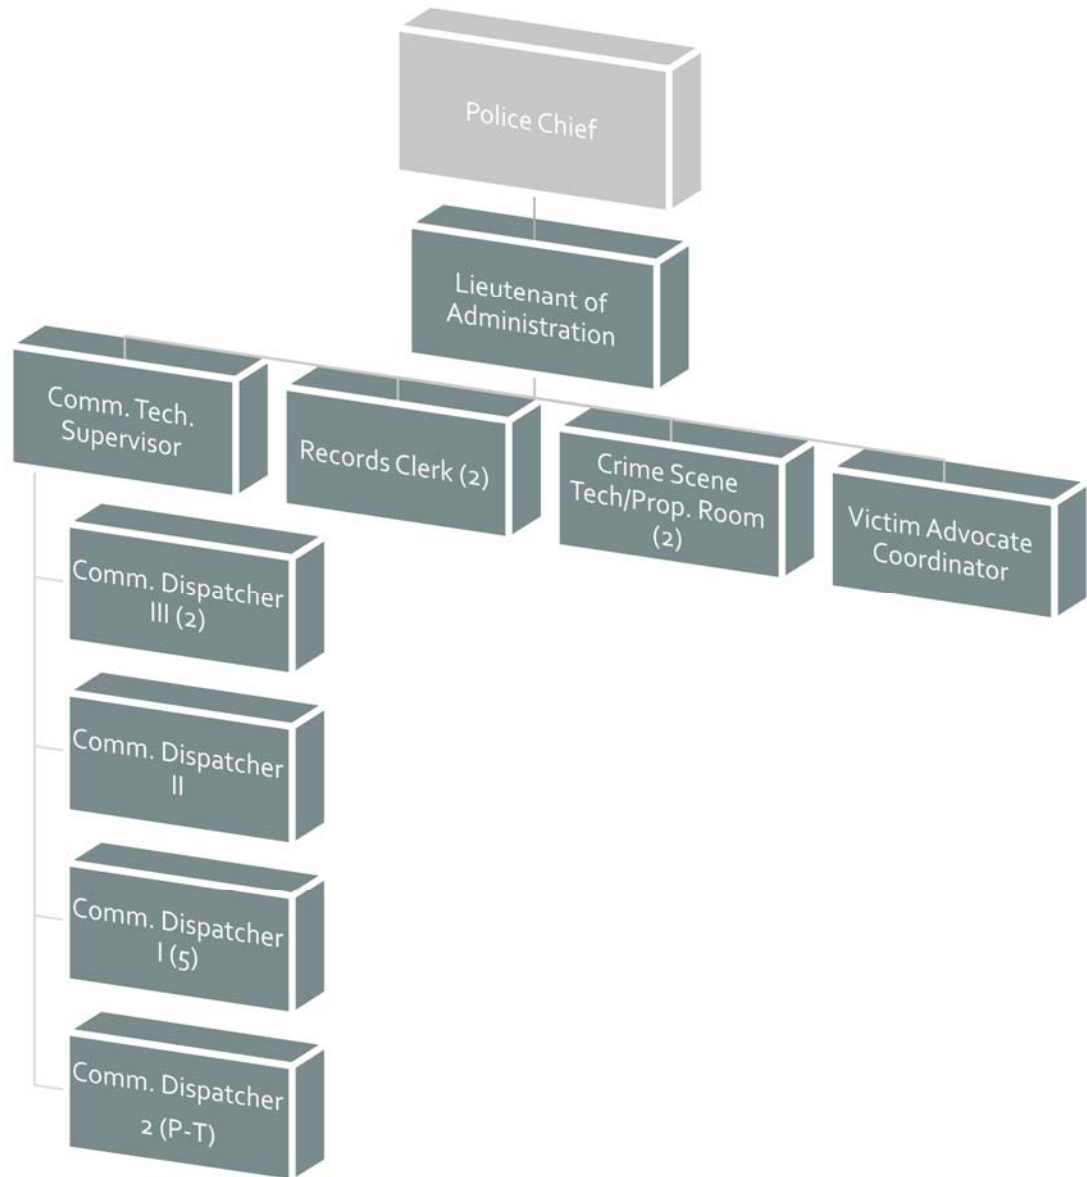 Police Chief
Lieutenant of
Administration
Comm. Tech.
Supervisor
Records Clerk (2)
Crime Scene
Tech/Prop. Room
(2)
Victim Advocate
Coordinator
Comm. Dispatcher
III (2)
Comm. Dispatcher
II
Comm. Dispatcher
I (5)
Comm. Dispatcher
2 (P-T)